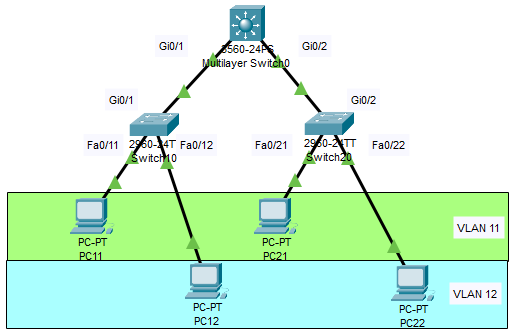 3560-24PS
Multilayer Switch0
Gi0/1
Gi0/2
Gi0/1
Gi0/2
2960-24TT
Switch10
2960-24TT
Switch20
Fa0/11
Fa0/12
Fa0/21
Fa0/22
PC-PT
PC11
PC-PT
PC21
VLAN 11
PC-PT
PC12
PC-PT
PC22
VLAN 12